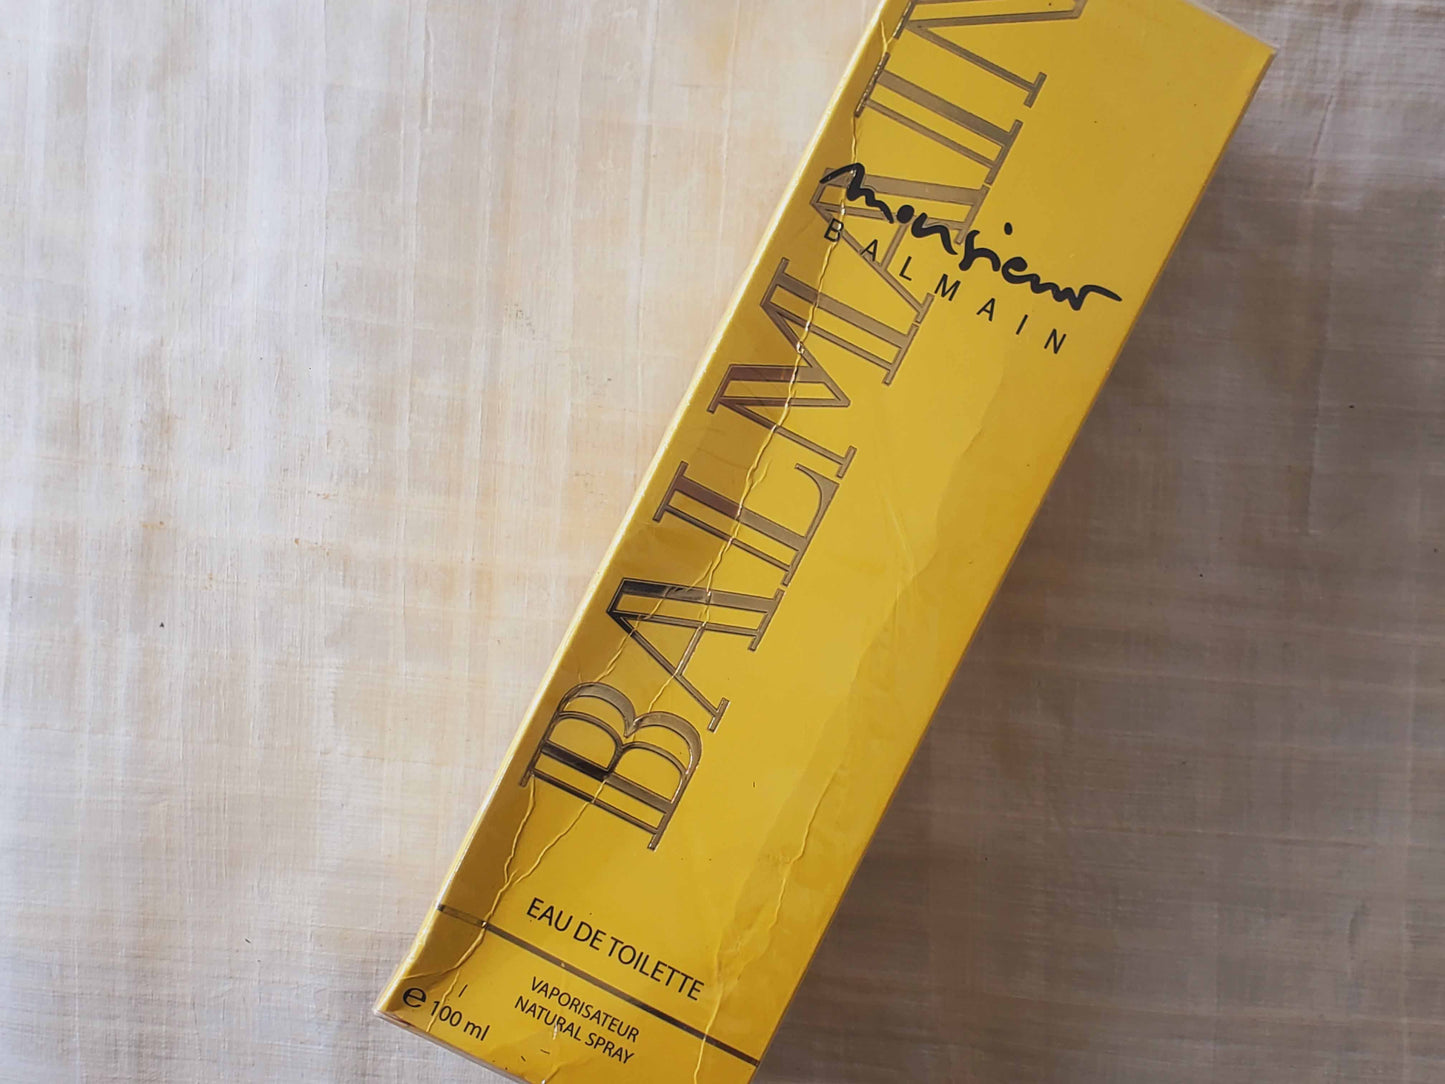 BALMAIN
monsieur
BALMAIN
EAU DE TOILETTE
VAPORISATEUR
NATURAL SPRAY
e 100 ml